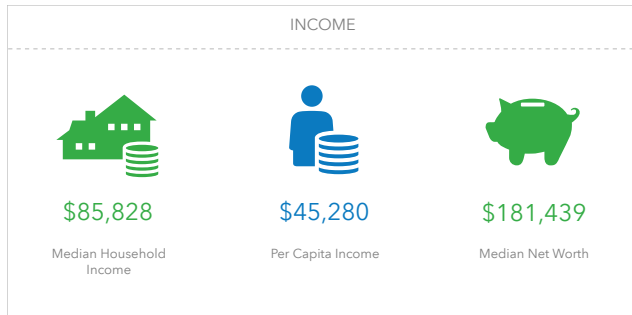 INCOME
$85,828
Median Household
Income
$45,280
Per Capita Income
$181,439
Median Net Worth